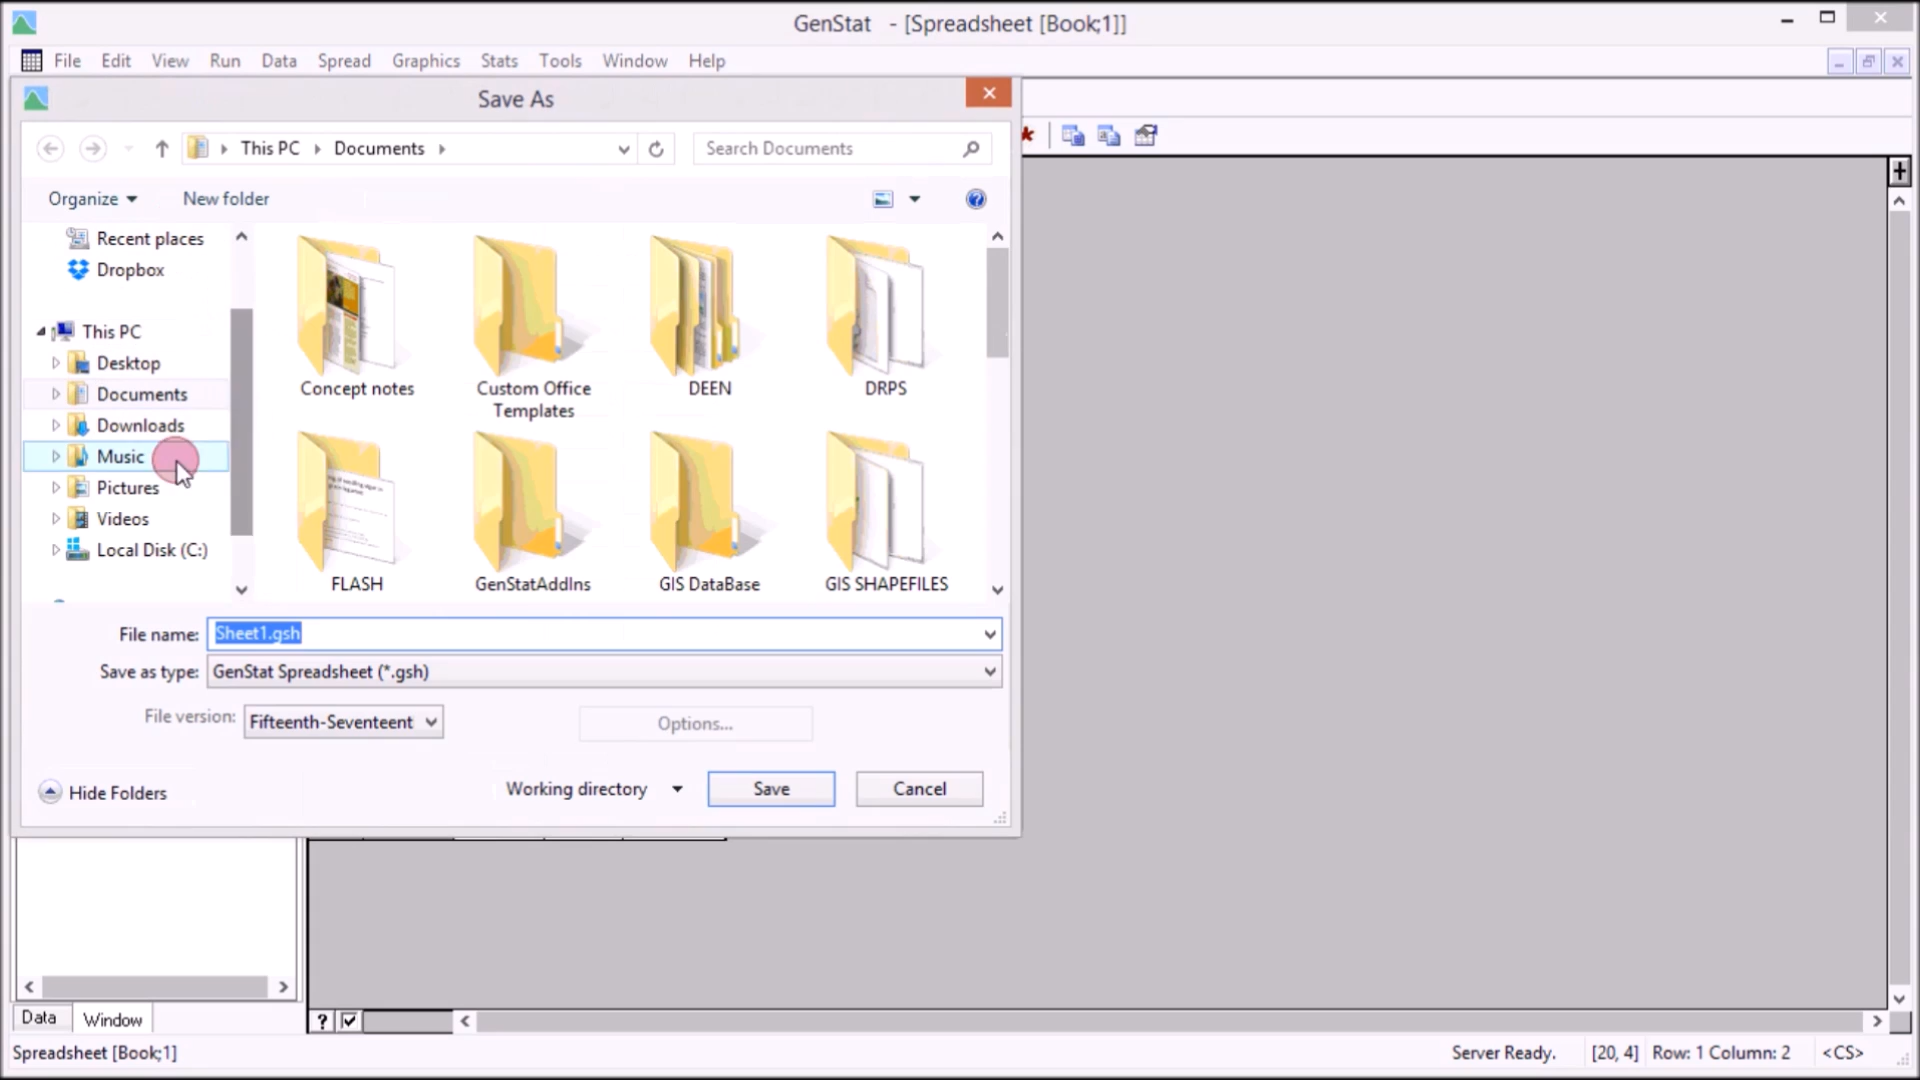 GenStat - [Spreadsheet [Book;1]]
File Edit View Run Data Spread Graphics Stats Tools Window Help
Save As
This PC Documents
Search Documents
Organize New folder
Recent places
Dropbox
This PC
Desktop
Documents
Downloads
Music
Pictures
Videos
Local Disk (C:)
Concept notes
Custom Office
Templates
DEEN
DRPS
FLASH
GenStatAddIns
GIS DataBase
GIS SHAPEFILES
File name: Sheet1.gsh
Save as type: GenStat Spreadsheet (*.gsh)
File version: Fifteenth-Seventeent
Options...
Hide Folders
Working directory
Save
Cancel
Data Window
?
Spreadsheet [Book;1]
Server Ready. [20, 4] Row: 1 Column: 2 <CS>